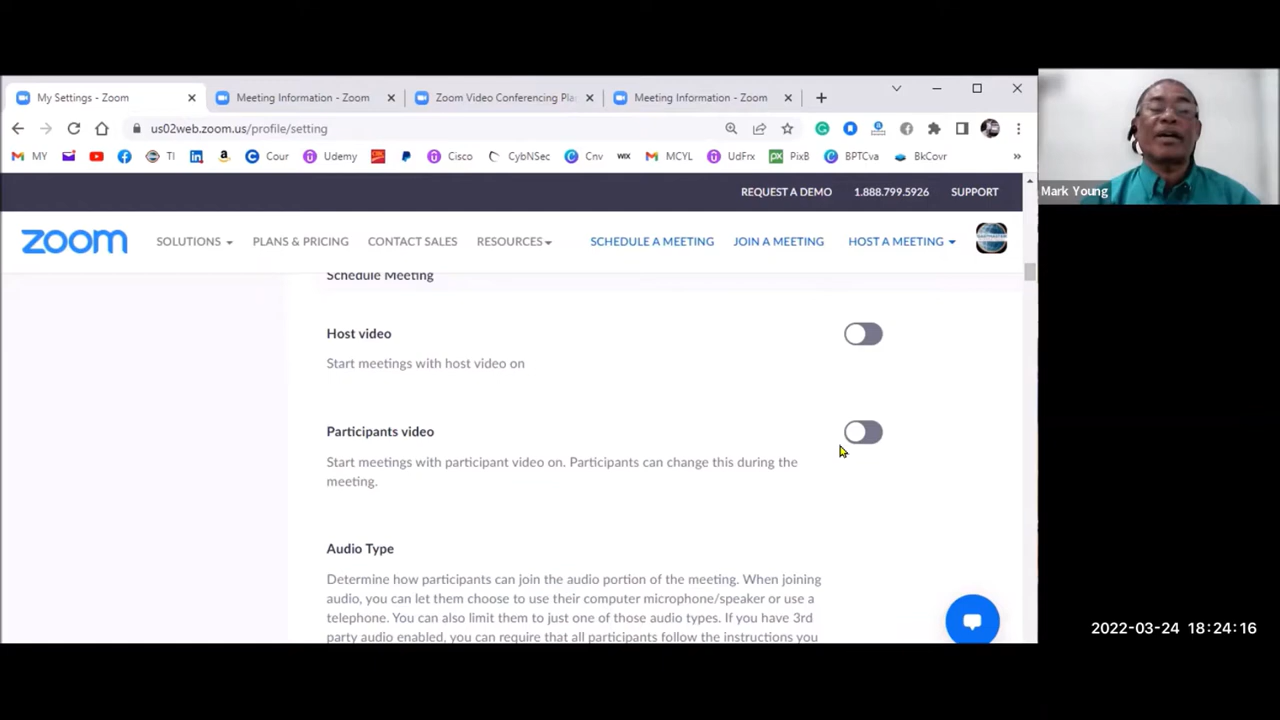 My Settings - Zoom
Meeting Information - Zoom
Zoom Video Conferencing Pla
Meeting Information - Zoom
us02web.zoom.us/profile/setting
MY
TI
Cour
Udemy
Cisco
CybNSec
Cnv
WIX
MCYL
UdFrx
PX
PixB
BPTCva
BkCovr
Mark Young
REQUEST A DEMO 1.888.799.5926 SUPPORT
zoom SOLUTIONS PLANS & PRICING CONTACT SALES RESOURCES SCHEDULE A MEETING JOIN A MEETING HOST A MEETING
Schedule Meeting
Host video
Start meetings with host video on
Participants video
Start meetings with participant video on. Participants can change this during the
meeting.
Audio Type
Determine how participants can join the audio portion of the meeting. When joining
audio, you can let them choose to use their computer microphone/speaker or use a
telephone. You can also limit them to just one of those audio types. If you have 3rd
party audio enabled, you can require that all participants follow the instructions you
2022-03-24 18:24:16